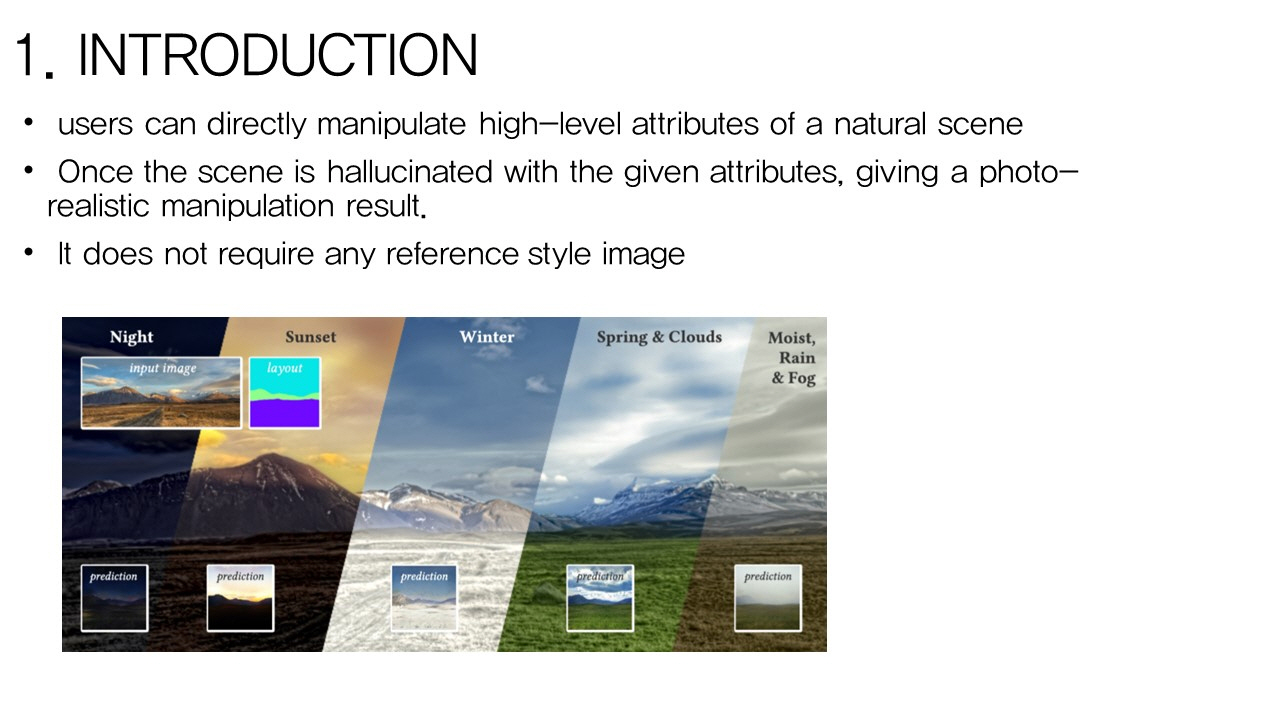 1. INTRODUCTION
• users can directly manipulate high-level attributes of a natural scene
• Once the scene is hallucinated with the given attributes, giving a photo-
realistic manipulation result.
• It does not require any reference style image
Night
Sunset
Winter
Spring & Clouds
Moist,
Rain
& Fog
input image
layout
prediction
prediction
prediction
prediction
prediction